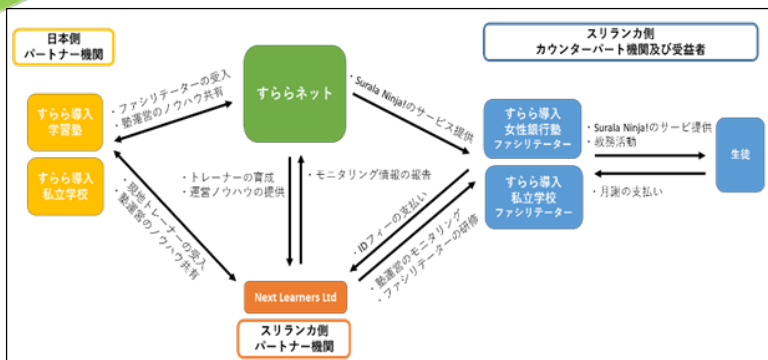 日本側
パートナー機関
スリランカ側
カウンターパート機関及び受益者
すららネット
・ファシリテーターの受入
・塾運営のノウハウ共有
・Surala Ninja!のサービス提供
すらら導入
学習塾
すらら導入
私立学校
すらら導入
女性銀行塾
ファシリテーター
すらら導入
私立学校
ファシリテーター
・Surala Ninja!のサービ提供
・教務活動
生徒
・月謝の支払い
・トレーナーの育成
・運営ノウハウの提供
・モニタリング情報の報告
・現地トレーナーの受入
・塾運営のノウハウ共有
・IDフィーの支払い
・塾運営のモニタリング
・ファシリテーターの研修
Next Learners Ltd
スリランカ側
パートナー機関